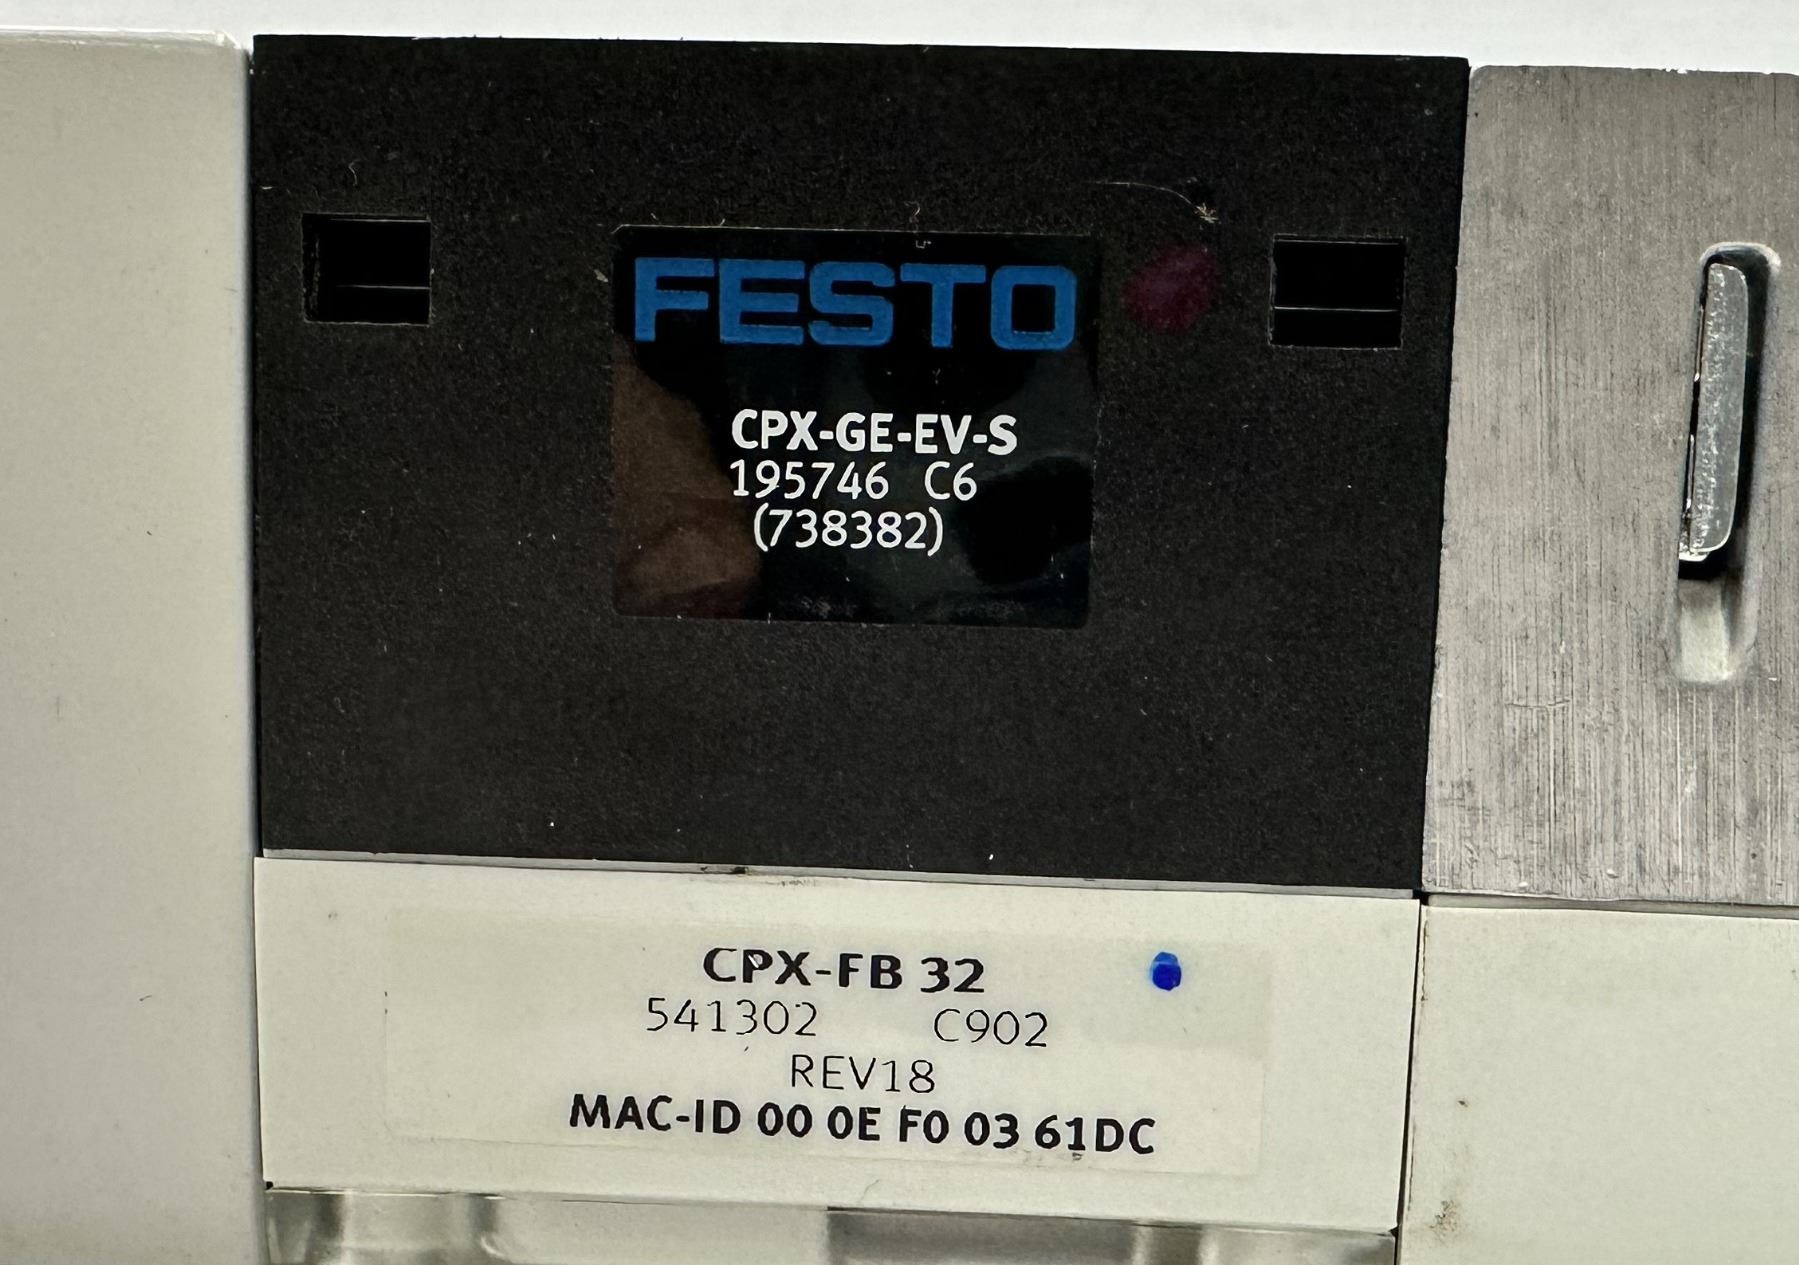 FESTO
CPX-GE-EV-S
195746 C6
(738382)
CPX-FB 32
541302 C902
REV18
MAC-ID 00 0E F0 03 61DC